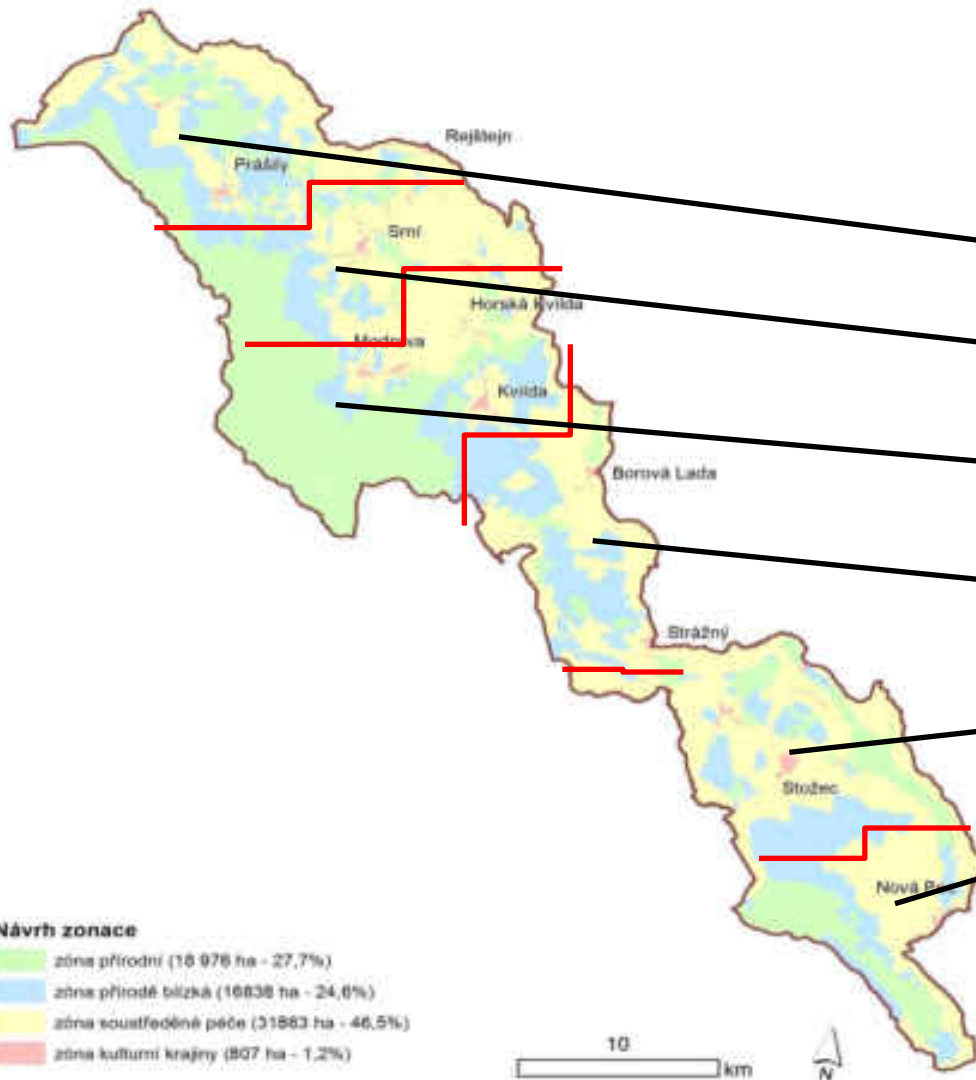 Rejštejn
Prášily
Srní
Horská Kvilda
Modrava
Kvilda
Borová Lada
Strážný
Stožec
Nová Pec
Návrh zonace
zóna přírodní (18 976 ha - 27,7%)
zóna přírodě blízká (16838 ha - 24,6%)
zóna soustředěné péče (31863 ha - 46,5%)
zóna kulturní krajiny (807 ha - 1,2%)
10
km
N